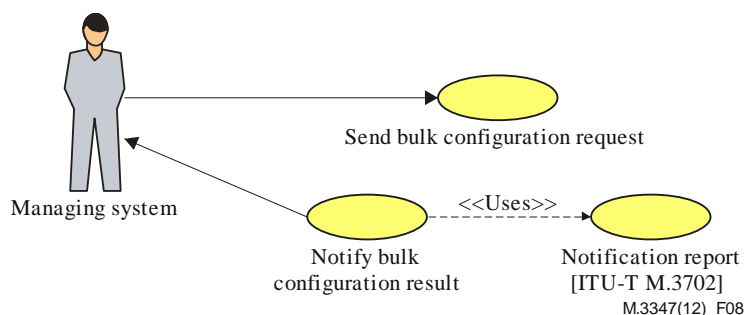 Send bulk configuration request
Managing system
<<Uses>>
Notify bulk
configuration result
Notification report
[ITU-T M.3702]
M.3347(12)_F08